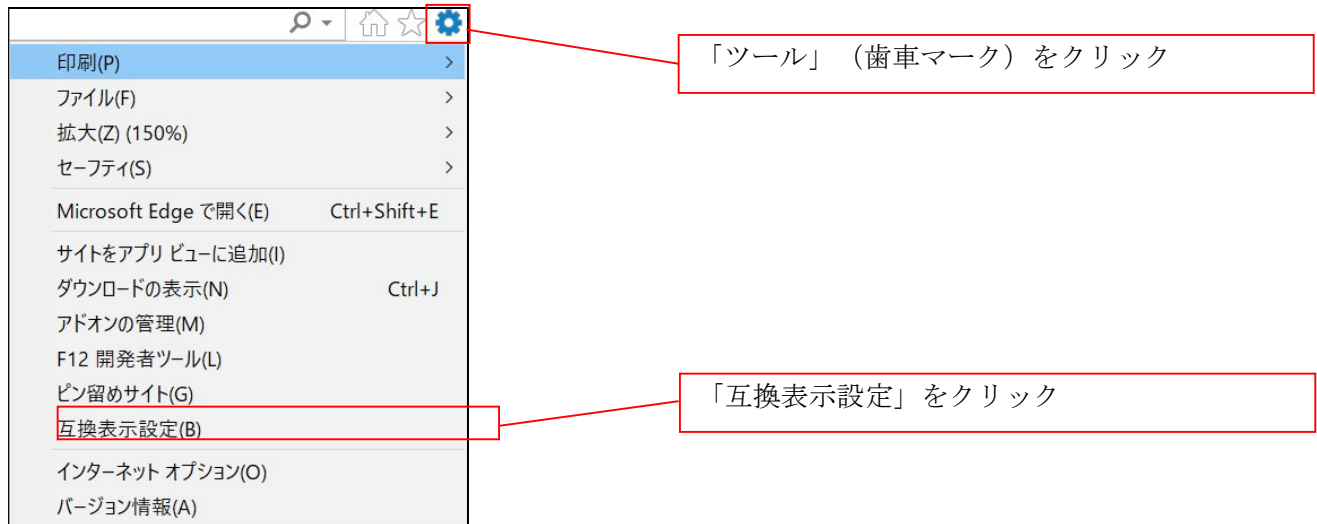 「ツール」（歯車マーク）をクリック
印刷(P)
ファイル(F)
拡大(Z) (150%)
セーフティ(S)
Microsoft Edge で開く(E) Ctrl+Shift+E
サイトをアプリ ビューに追加(I)
ダウンロードの表示(N) Ctrl+J
アドオンの管理(M)
F12 開発者ツール(L)
ピン留めサイト(G)
「互換表示設定」をクリック
互換表示設定(B)
インターネット オプション(O)
バージョン情報(A)